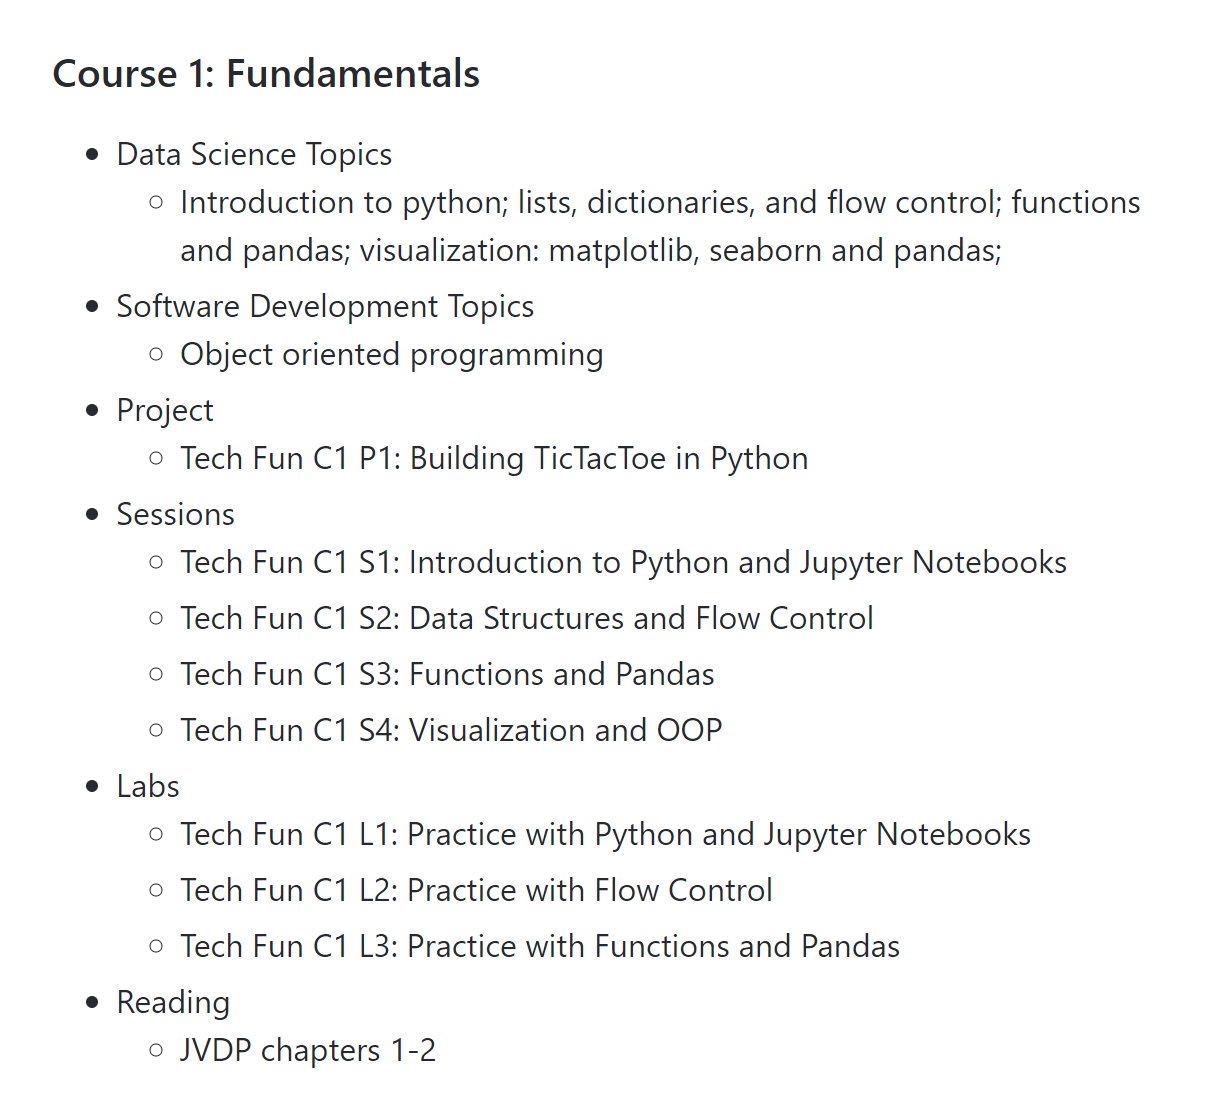 Course 1: Fundamentals
Data Science Topics
Introduction to python; lists, dictionaries, and flow control; functions
and pandas; visualization: matplotlib, seaborn and pandas;
Software Development Topics
Object oriented programming
Project
Tech Fun C1 P1: Building TicTacToe in Python
Sessions
Tech Fun C1 S1: Introduction to Python and Jupyter Notebooks
Tech Fun C1 S2: Data Structures and Flow Control
Tech Fun C1 S3: Functions and Pandas
Tech Fun C1 S4: Visualization and OOP
Labs
Tech Fun C1 L1: Practice with Python and Jupyter Notebooks
Tech Fun C1 L2: Practice with Flow Control
Tech Fun C1 L3: Practice with Functions and Pandas
Reading
JVDP chapters 1-2